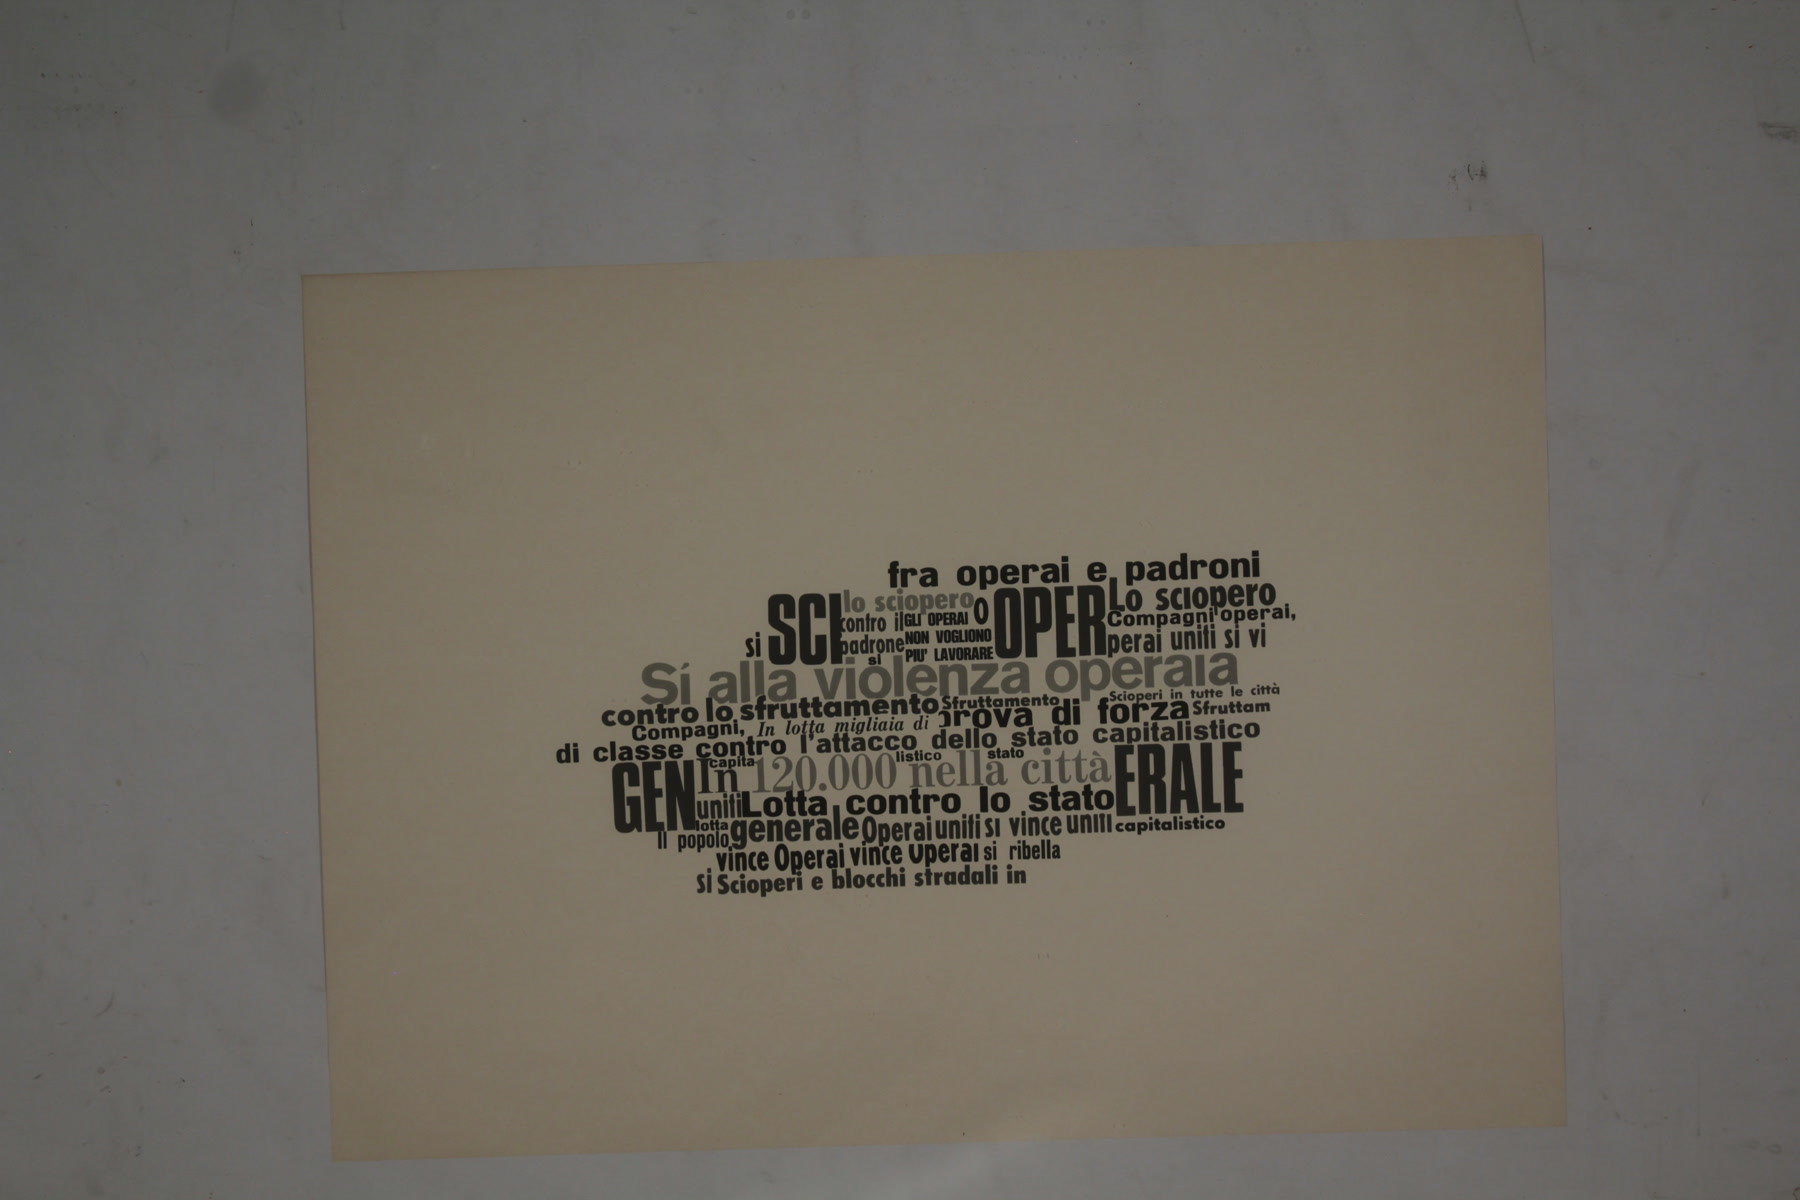 fra operai e padroni
SCI lo sciopero O OPER Lo sciopero
contro il GLI OPERAI Compagni operai,
si padrone NON VOGLIONO perai uniti si vi
si PIU' LAVORARE
Sí alla violenza operaia
Scioperi in tutte le città
contro lo sfruttamento Sfruttamento prova di forza Sfruttam
Compagni, In lotta migliaia di
di classe contro l'attacco dello stato capitalistico
capita listico stato
GEN In 120.000 nella città ERALE
uniti Lotta contro lo stato
lotta
Il popolo generale Operai uniti si vince uniti capitalistico
vince Operai vince Operai si ribella
si Scioperi e blocchi stradali in